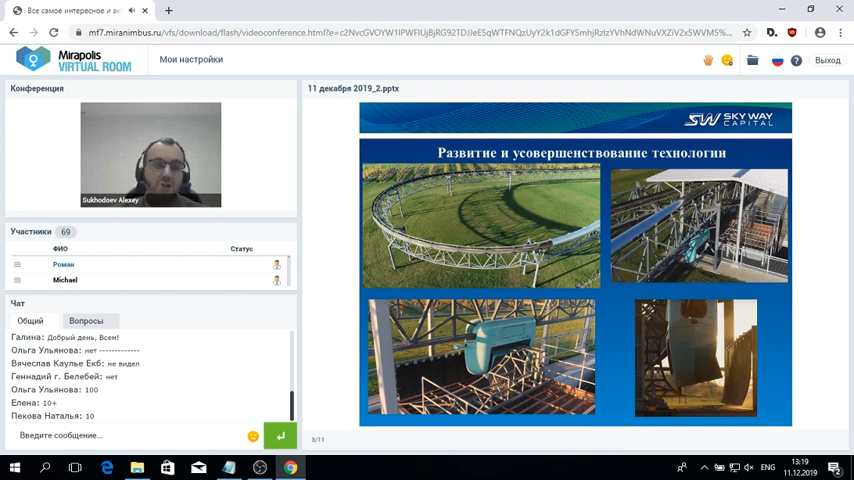 Все самое интересное и акт
mf7.miranimbus.ru/vfs/download/flash/videoconference.html?
Mirapolis
VIRTUAL ROOM
Мои настройки
Выход
Конференция
Sukhodoev Alexey
Участники 69
ФИО Статус
Роман
Michael
Чат
Общий Вопросы
Галина: Добрый день, Всем!
Ольга Ульянова: нет -------------
Вячеслав Каулье Екб: не видел
Геннадий г. Белебей: нет
Ольга Ульянова: 100
Елена: 10+
Пекова Наталья: 10
Введите сообщение...
11 декабря 2019_2.pptx
SW SKY WAY
CAPITAL
Развитие и усовершенствование технологии
3/11
ENG
13:19
11.12.2019
2